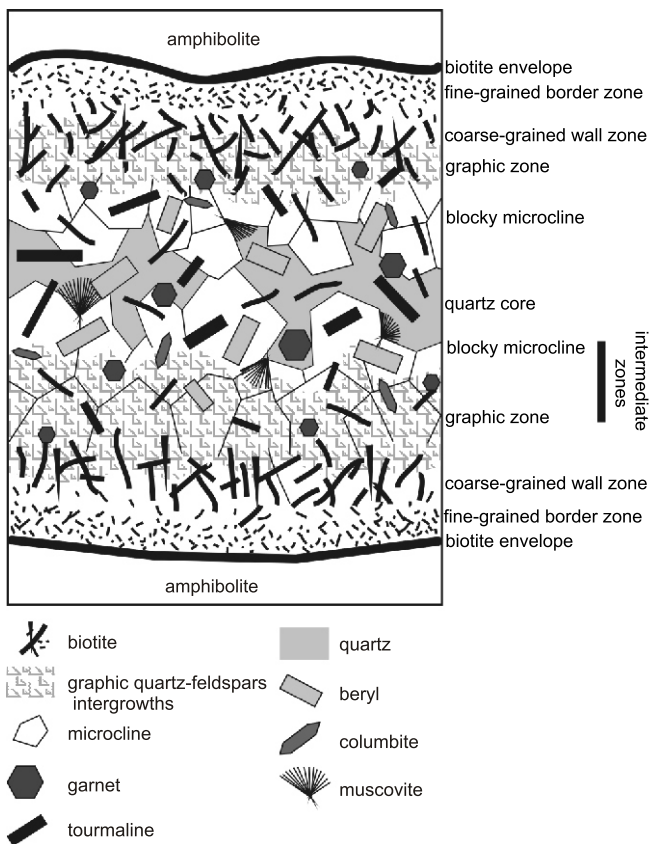 amphibolite
biotite envelope
fine-grained border zone
coarse-grained wall zone
graphic zone
blocky microcline
quartz core
blocky microcline
intermediate
zones
graphic zone
coarse-grained wall zone
fine-grained border zone
biotite envelope
amphibolite
biotite
quartz
graphic quartz-feldspars
intergrowths
beryl
microcline
columbite
garnet
muscovite
tourmaline